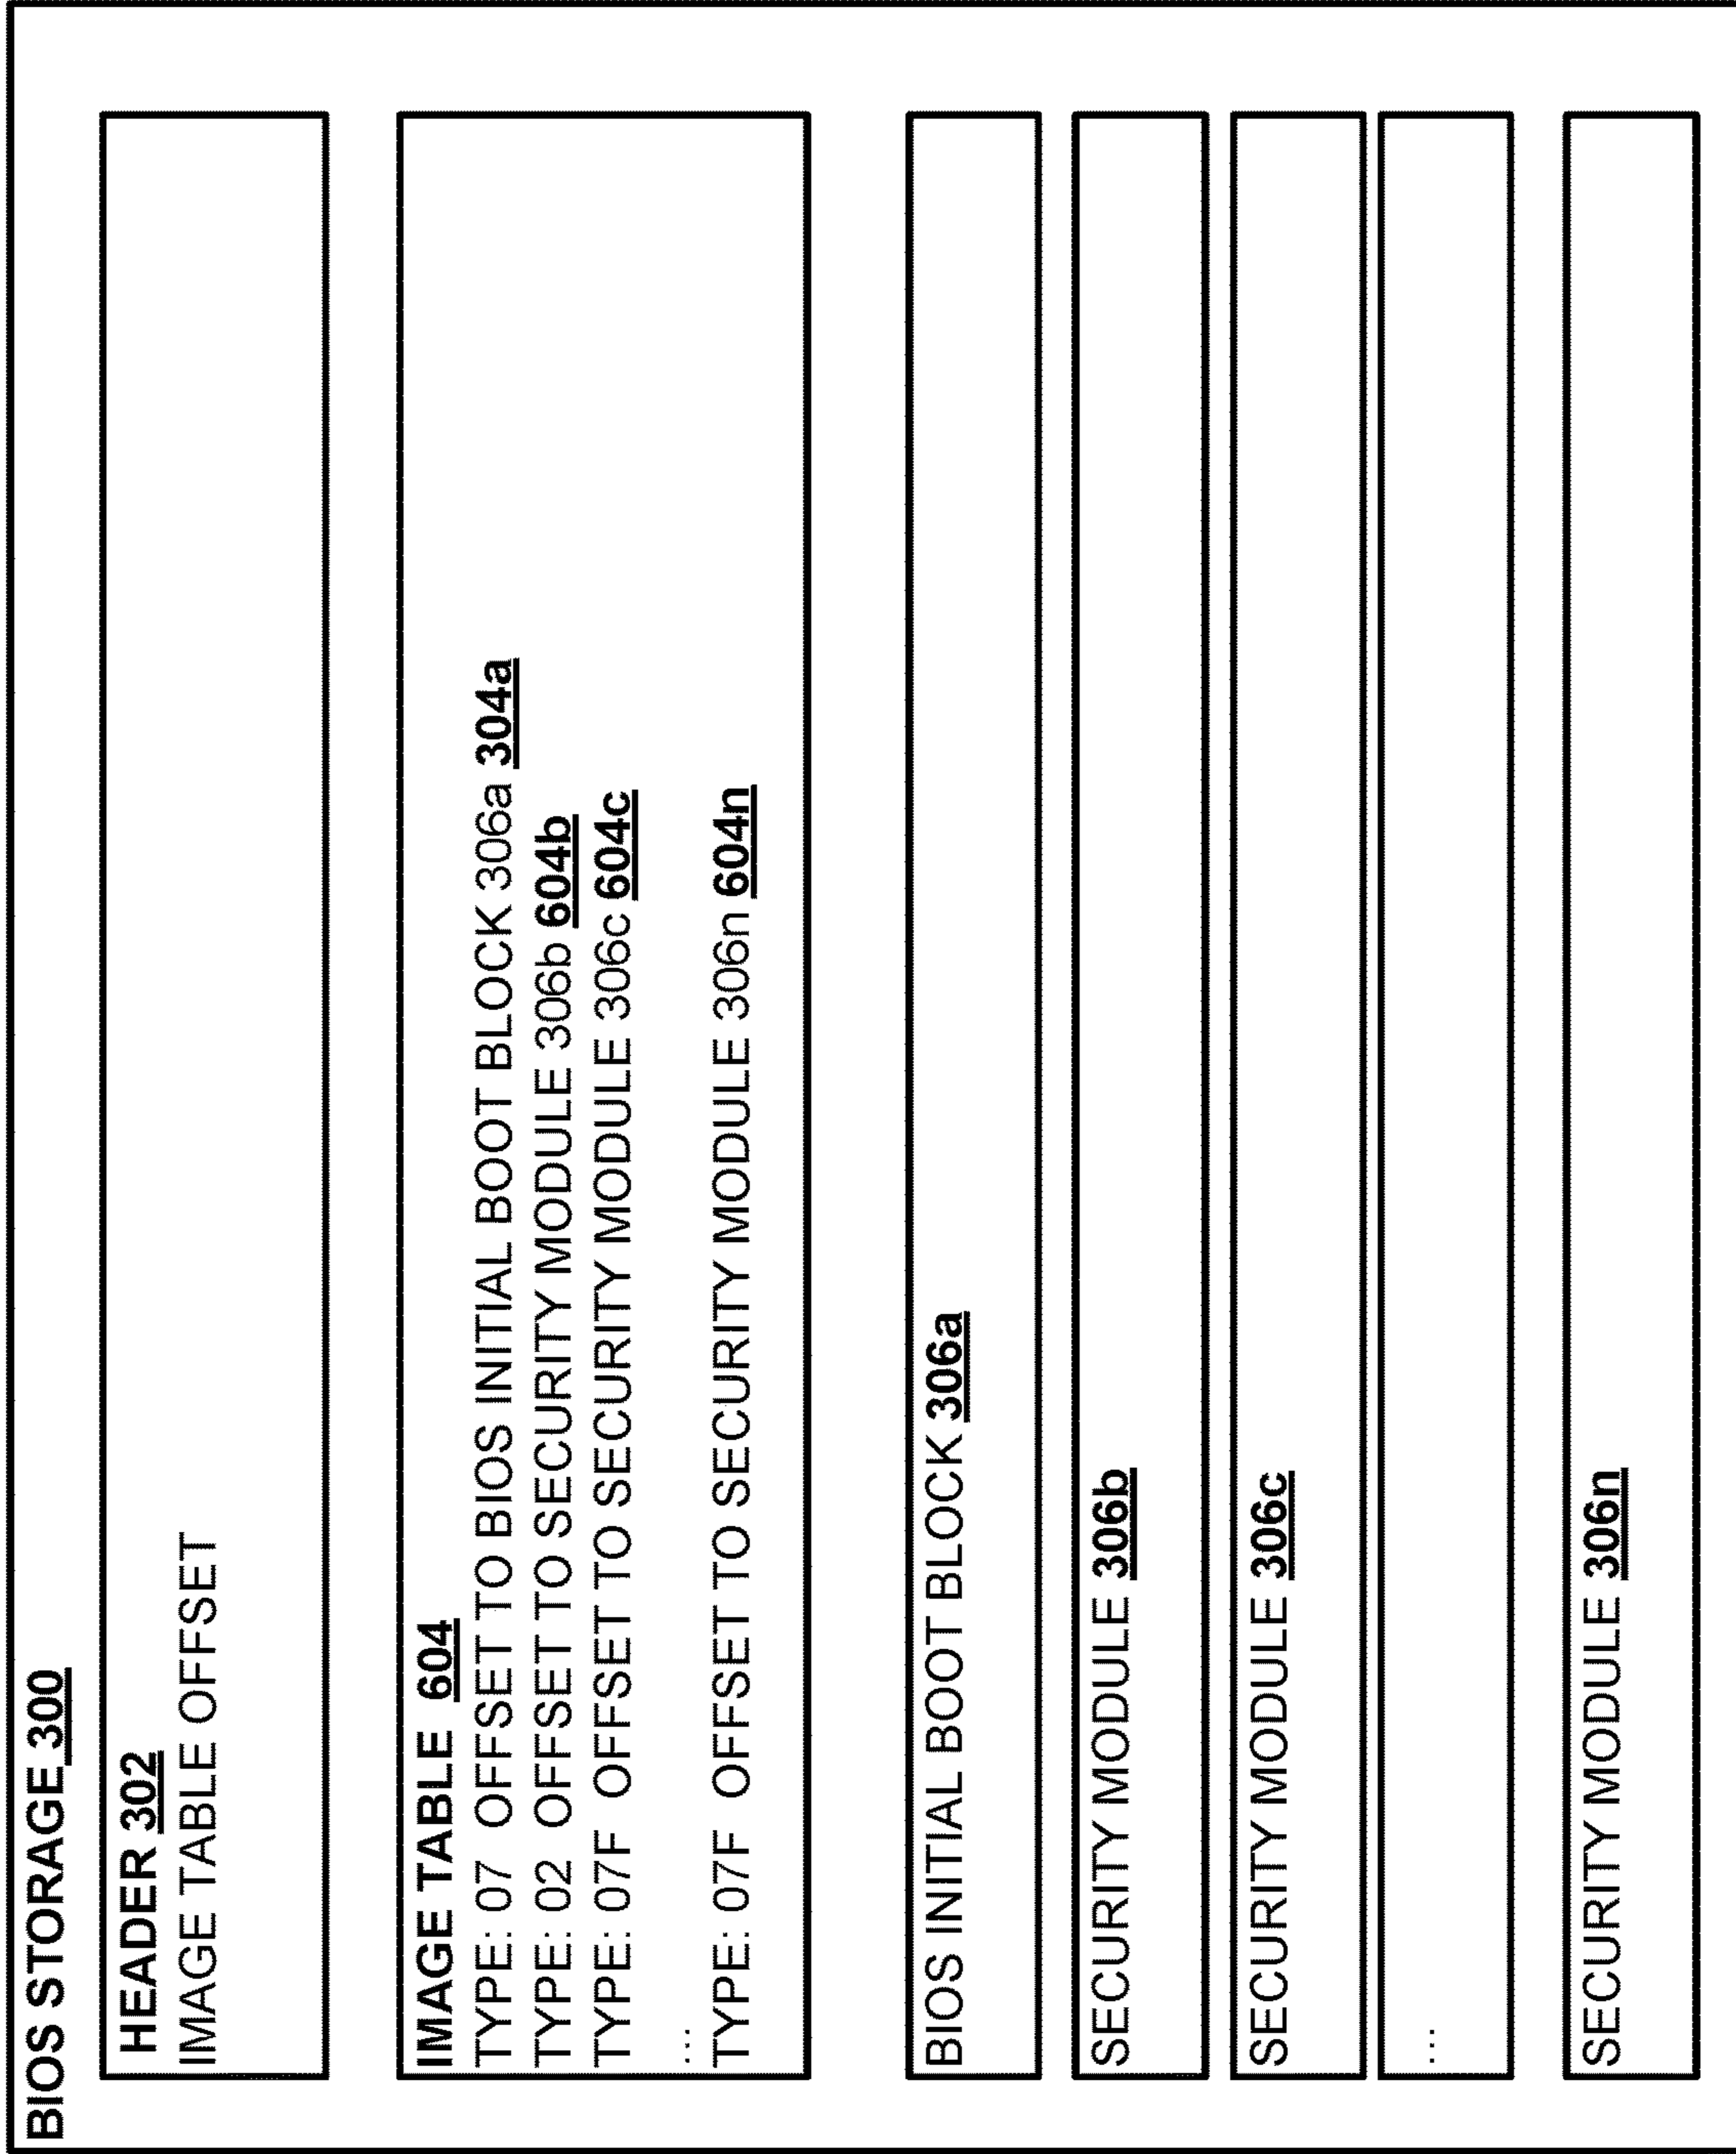 BIOS STORAGE 300
HEADER 302
IMAGE TABLE OFFSET
IMAGE TABLE 604
TYPE: 07 OFFSET TO BIOS INITIAL BOOT BLOCK 306a 304a
TYPE: 02 OFFSET TO SECURITY MODULE 306b 604b
TYPE: 07F OFFSET TO SECURITY MODULE 306c 604c
...
TYPE: 07F OFFSET TO SECURITY MODULE 306n 604n
BIOS INITIAL BOOT BLOCK 306a
SECURITY MODULE 306b
SECURITY MODULE 306c
...
SECURITY MODULE 306n